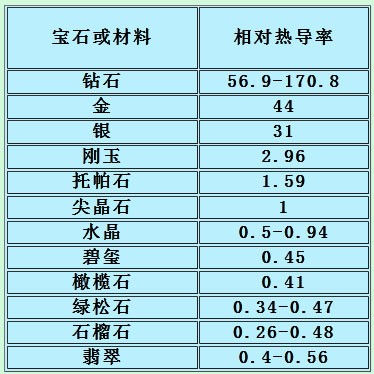 宝石或材料 相对热导率
钻石 56.9-170.8
金 44
银 31
刚玉 2.96
托帕石 1.59
尖晶石 1
水晶 0.5-0.94
碧玺 0.45
橄榄石 0.41
绿松石 0.34-0.47
石榴石 0.26-0.48
翡翠 0.4-0.56